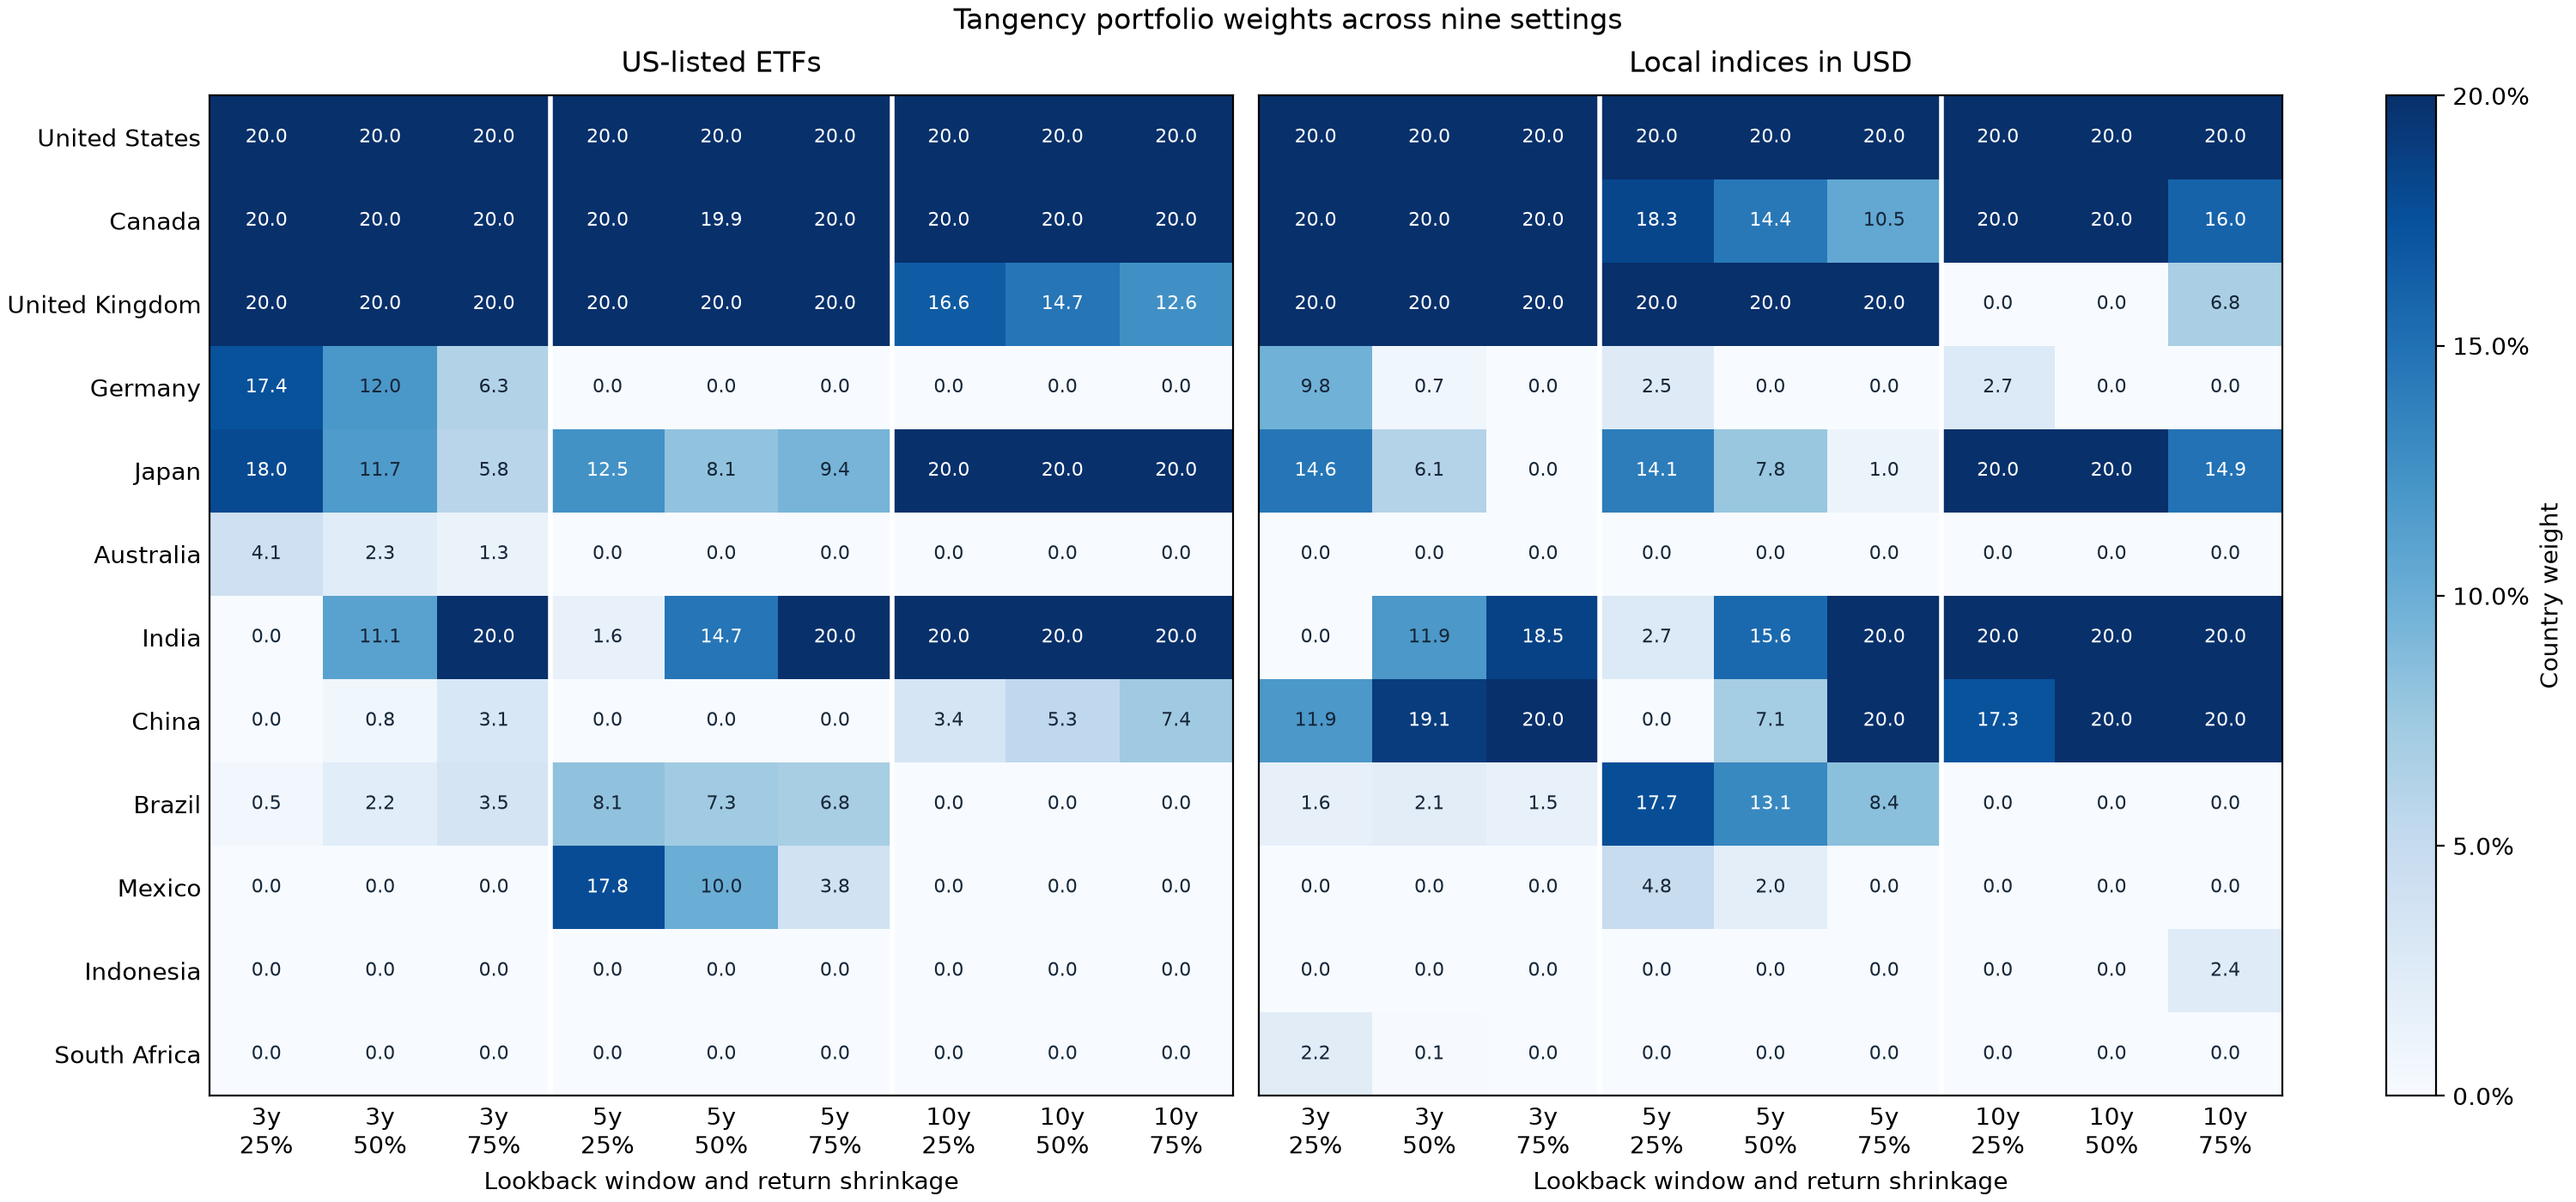 Tangency portfolio weights across nine settings
US-listed ETFs
Local indices in USD
United States 20.0 20.0 20.0 20.0 20.0 20.0 20.0 20.0 20.0 20.0 20.0 20.0 20.0 20.0 20.0 20.0 20.0 20.0
Canada 20.0 20.0 20.0 20.0 19.9 20.0 20.0 20.0 20.0 20.0 20.0 20.0 18.3 14.4 10.5 20.0 20.0 16.0
United Kingdom 20.0 20.0 20.0 20.0 20.0 20.0 16.6 14.7 12.6 20.0 20.0 20.0 20.0 20.0 20.0 0.0 0.0 6.8
Germany 17.4 12.0 6.3 0.0 0.0 0.0 0.0 0.0 0.0 9.8 0.7 0.0 2.5 0.0 0.0 2.7 0.0 0.0
Japan 18.0 11.7 5.8 12.5 8.1 9.4 20.0 20.0 20.0 14.6 6.1 0.0 14.1 7.8 1.0 20.0 20.0 14.9
Australia 4.1 2.3 1.3 0.0 0.0 0.0 0.0 0.0 0.0 0.0 0.0 0.0 0.0 0.0 0.0 0.0 0.0 0.0
India 0.0 11.1 20.0 1.6 14.7 20.0 20.0 20.0 20.0 0.0 11.9 18.5 2.7 15.6 20.0 20.0 20.0 20.0
China 0.0 0.8 3.1 0.0 0.0 0.0 3.4 5.3 7.4 11.9 19.1 20.0 0.0 7.1 20.0 17.3 20.0 20.0
Brazil 0.5 2.2 3.5 8.1 7.3 6.8 0.0 0.0 0.0 1.6 2.1 1.5 17.7 13.1 8.4 0.0 0.0 0.0
Mexico 0.0 0.0 0.0 17.8 10.0 3.8 0.0 0.0 0.0 0.0 0.0 0.0 4.8 2.0 0.0 0.0 0.0 0.0
Indonesia 0.0 0.0 0.0 0.0 0.0 0.0 0.0 0.0 0.0 0.0 0.0 0.0 0.0 0.0 0.0 0.0 0.0 2.4
South Africa 0.0 0.0 0.0 0.0 0.0 0.0 0.0 0.0 0.0 2.2 0.1 0.0 0.0 0.0 0.0 0.0 0.0 0.0
3y 3y 3y 5y 5y 5y 10y 10y 10y 3y 3y 3y 5y 5y 5y 10y 10y 10y
25% 50% 75% 25% 50% 75% 25% 50% 75% 25% 50% 75% 25% 50% 75% 25% 50% 75%
Lookback window and return shrinkage
Lookback window and return shrinkage
20.0%
15.0%
10.0%
5.0%
0.0%
Country weight